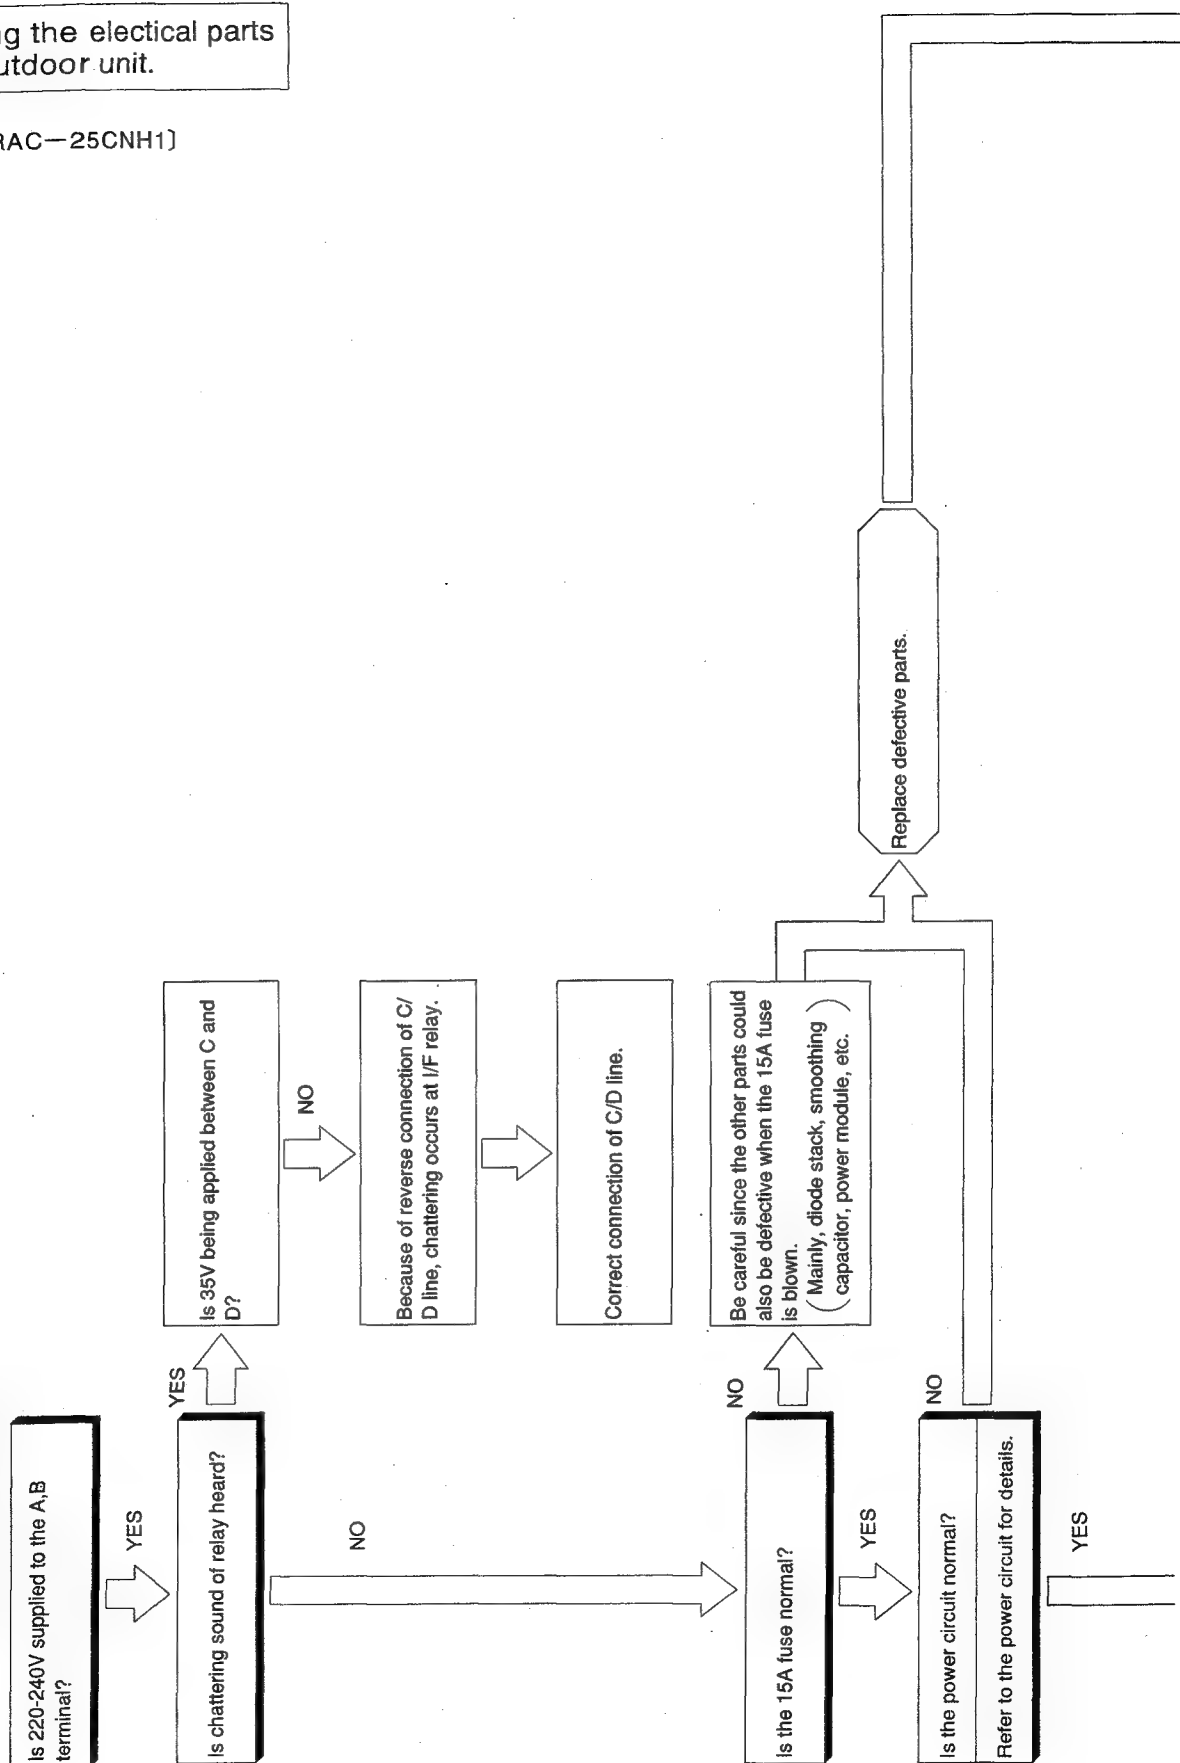 g the electical parts
utdoor unit.
RAC—25CNH1]
Is 220-240V supplied to the A,B
terminal?
YES
Is chattering sound of relay heard?
YES
Is 35V being applied between C and
D?
NO
Because of reverse connection of C/
D line, chattering occurs at I/F relay.
Correct connection of C/D line.
NO
Is the 15A fuse normal?
NO
Be careful since the other parts could
also be defective when the 15A fuse
is blown.
(Mainly, diode stack, smoothing
capacitor, power module, etc.)
Replace defective parts.
YES
Is the power circuit normal?
Refer to the power circuit for details.
NO
YES